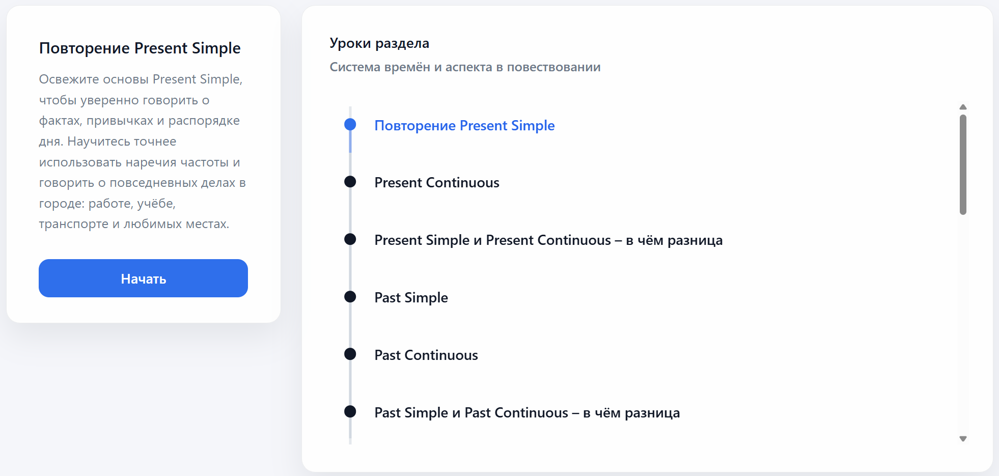 Повторение Present Simple
Освежите основы Present Simple,
чтобы уверенно говорить о
фактах, привычках и распорядке
дня. Научитесь точнее
использовать наречия частоты и
говорить о повседневных делах в
городе: работе, учёбе,
транспорте и любимых местах.
Начать
Уроки раздела
Система времён и аспекта в повествовании
Повторение Present Simple
Present Continuous
Present Simple и Present Continuous – в чём разница
Past Simple
Past Continuous
Past Simple и Past Continuous – в чём разница